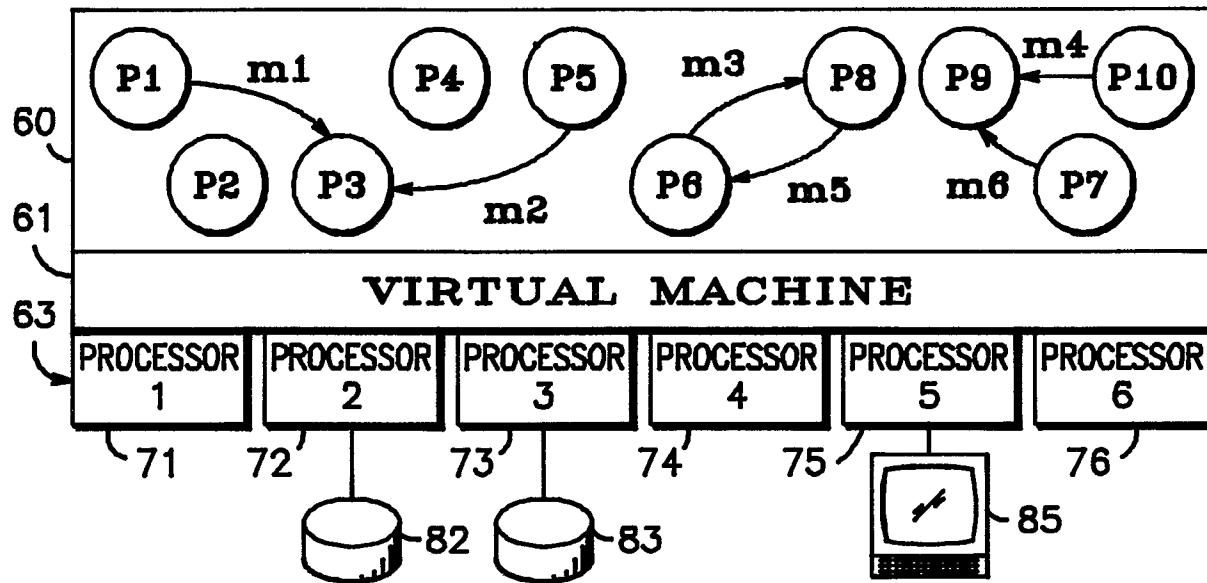 P1 m1 P4 P5 m3 P8 P9 m4 P10
60
P2 P3 m2 P6 m5 m6 P7
61
VIRTUAL MACHINE
63
PROCESSOR 1 PROCESSOR 2 PROCESSOR 3 PROCESSOR 4 PROCESSOR 5 PROCESSOR 6
71 72 73 74 75 76
82 83 85